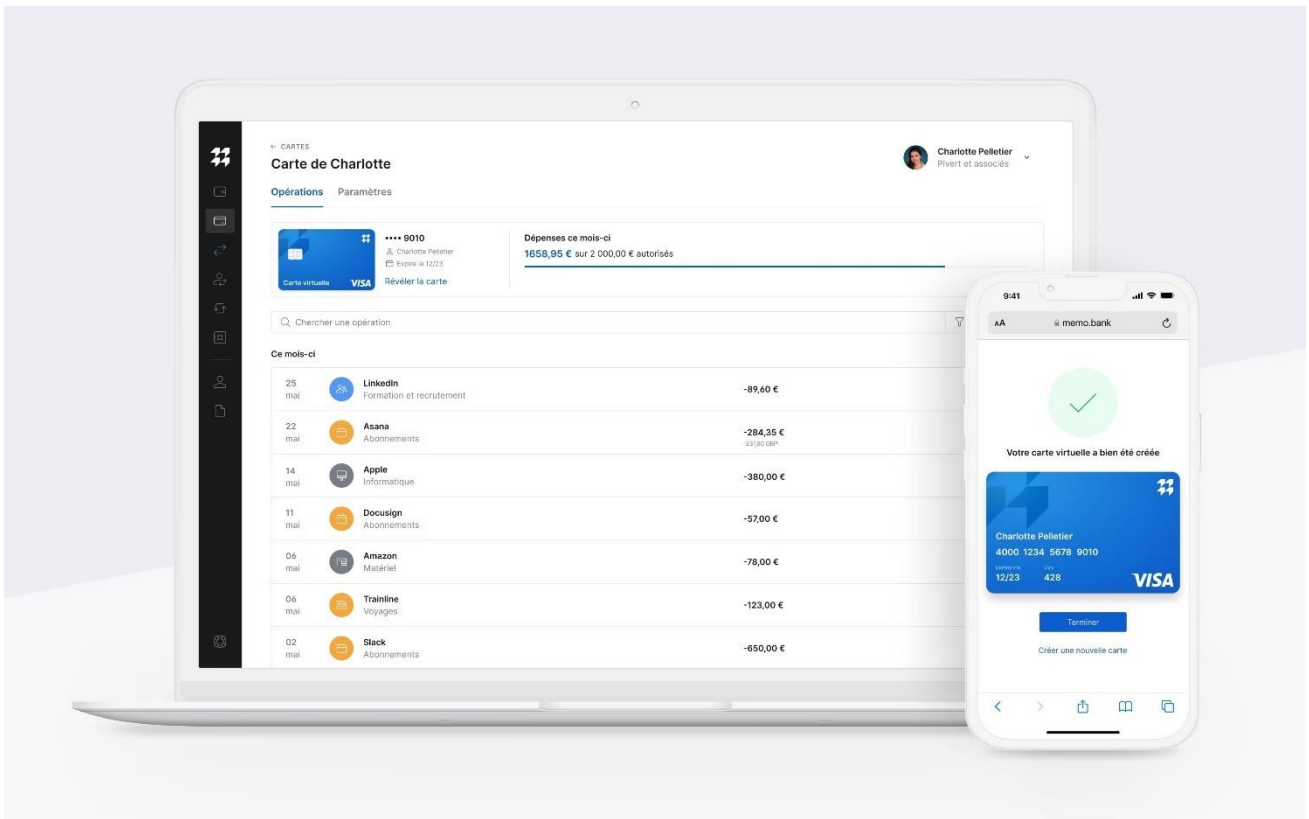 ← CARTES
Carte de Charlotte
Charlotte Pelletier
Pivert et associés
Opérations Paramètres
•••• 9010
Charlotte Pelletier
Expire le 12/23
Révéler la carte
Carte virtuelle VISA
Dépenses ce mois-ci
1658,95 € sur 2 000,00 € autorisés
Chercher une opération
Ce mois-ci
25 mai
LinkedIn
Formation et recrutement
-89,60 €
22 mai
Asana
Abonnements
-284,35 €
14 mai
Apple
Informatique
-380,00 €
11 mai
Docusign
Abonnements
-57,00 €
06 mai
Amazon
Matériel
-78,00 €
06 mai
Trainline
Voyages
-123,00 €
02 mai
Slack
Abonnements
-650,00 €
9:41
AA memo.bank
Votre carte virtuelle a bien été créée
Charlotte Pelletier
4000 1234 5678 9010
12/23 428
VISA
Terminer
Créer une nouvelle carte